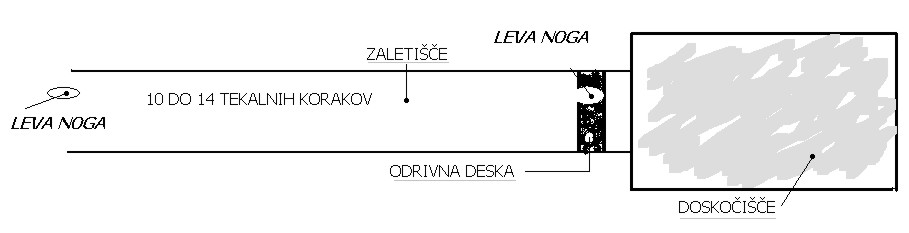 LEVA NOGA
ZALETIŠČE
10 DO 14 TEKALNIH KORAKOV
LEVA NOGA
ODRIVNA DESKA
DOSKOČIŠČE